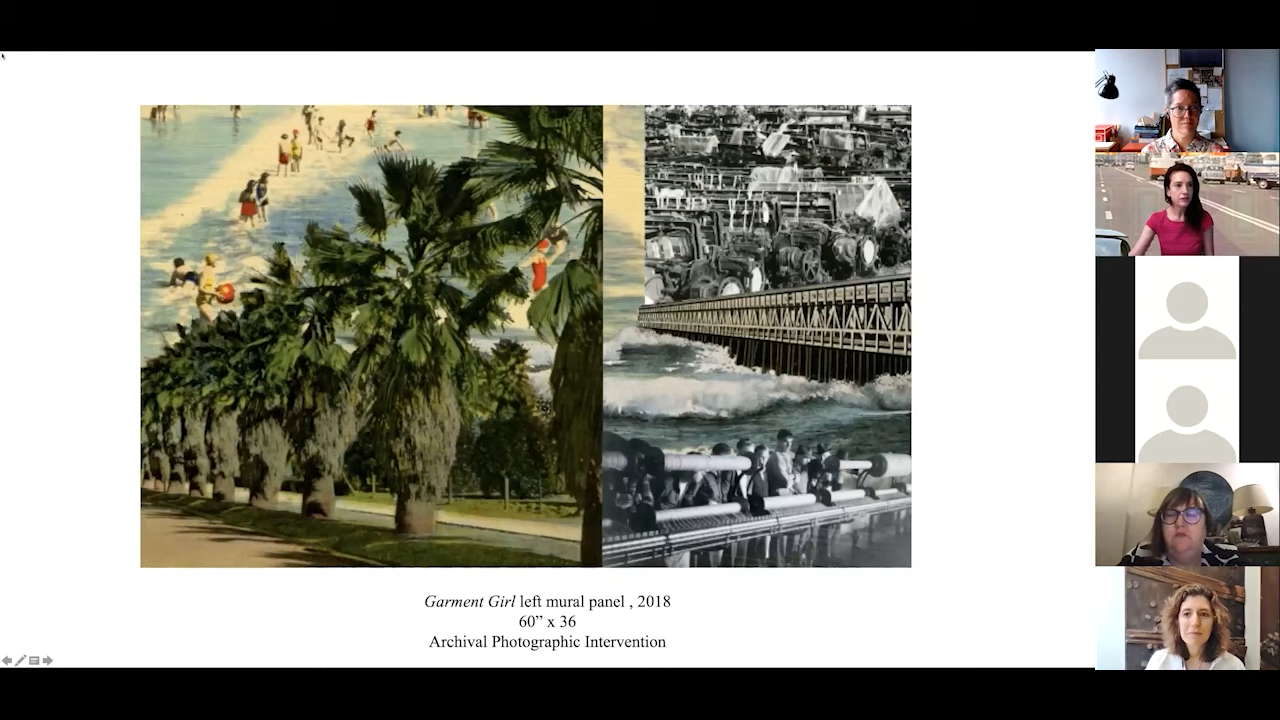 Garment Girl left mural panel , 2018
60” x 36
Archival Photographic Intervention